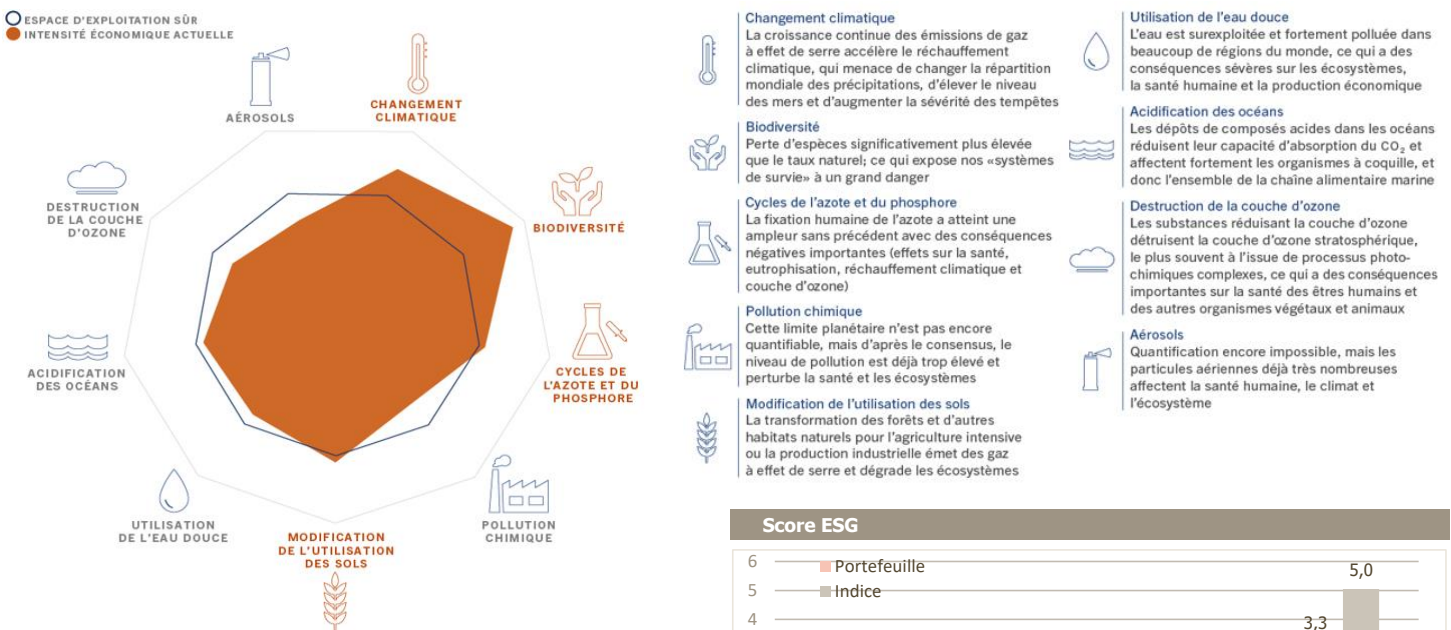 ESPACE D'EXPLOITATION SÛR
INTENSITÉ ÉCONOMIQUE ACTUELLE
AÉROSOLS
CHANGEMENT
CLIMATIQUE
DESTRUCTION
DE LA COUCHE
D'OZONE
BIODIVERSITÉ
ACIDIFICATION
DES OCÉANS
CYCLES DE
L'AZOTE ET DU
PHOSPHORE
UTILISATION
DE L'EAU DOUCE
MODIFICATION
DE L'UTILISATION
DES SOLS
POLLUTION
CHIMIQUE
Changement climatique
La croissance continue des émissions de gaz
à effet de serre accélère le réchauffement
climatique, qui menace de changer la répartition
mondiale des précipitations, d'élever le niveau
des mers et d'augmenter la sévérité des tempêtes
Biodiversité
Perte d'espèces significativement plus élevée
que le taux naturel; ce qui expose nos «systèmes
de survie» à un grand danger
Cycles de l'azote et du phosphore
La fixation humaine de l'azote a atteint une
ampleur sans précédent avec des conséquences
négatives importantes (effets sur la santé,
eutrophisation, réchauffement climatique et
couche d'ozone)
Pollution chimique
Cette limite planétaire n'est pas encore
quantifiable, mais d'après le consensus, le
niveau de pollution est déjà trop élevé et
perturbe la santé et les écosystèmes
Modification de l'utilisation des sols
La transformation des forêts et d'autres
habitats naturels pour l'agriculture intensive
ou la production industrielle émet des gaz
à effet de serre et dégrade les écosystèmes
Utilisation de l'eau douce
L'eau est surexploitée et fortement polluée dans
beaucoup de régions du monde, ce qui a des
conséquences sévères sur les écosystèmes,
la santé humaine et la production économique
Acidification des océans
Les dépôts de composés acides dans les océans
réduisent leur capacité d'absorption du CO₂ et
affectent fortement les organismes à coquille, et
donc l'ensemble de la chaîne alimentaire marine
Destruction de la couche d'ozone
Les substances réduisant la couche d'ozone
détruisent la couche d'ozone stratosphérique,
le plus souvent à l'issue de processus photo-
chimiques complexes, ce qui a des conséquences
importantes sur la santé des êtres humains et
des autres organismes végétaux et animaux
Aérosols
Quantification encore impossible, mais les
particules aériennes déjà très nombreuses
affectent la santé humaine, le climat et
l'écosystème
Score ESG
6
Portefeuille
5,0
5
Indice
4
3,3